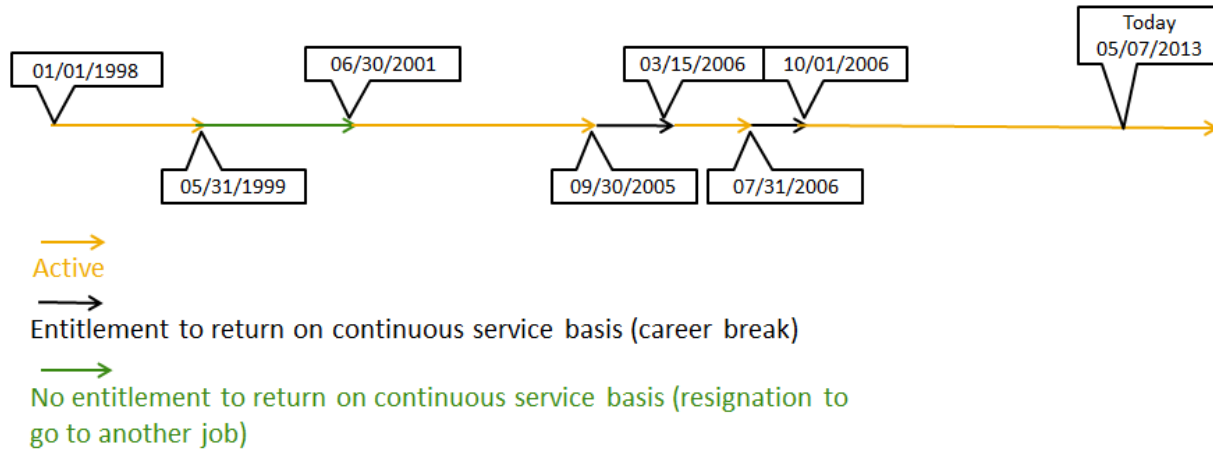 Today
05/07/2013
01/01/1998
06/30/2001
03/15/2006
10/01/2006
05/31/1999
09/30/2005
07/31/2006
Active
Entitlement to return on continuous service basis (career break)
No entitlement to return on continuous service basis (resignation to
go to another job)